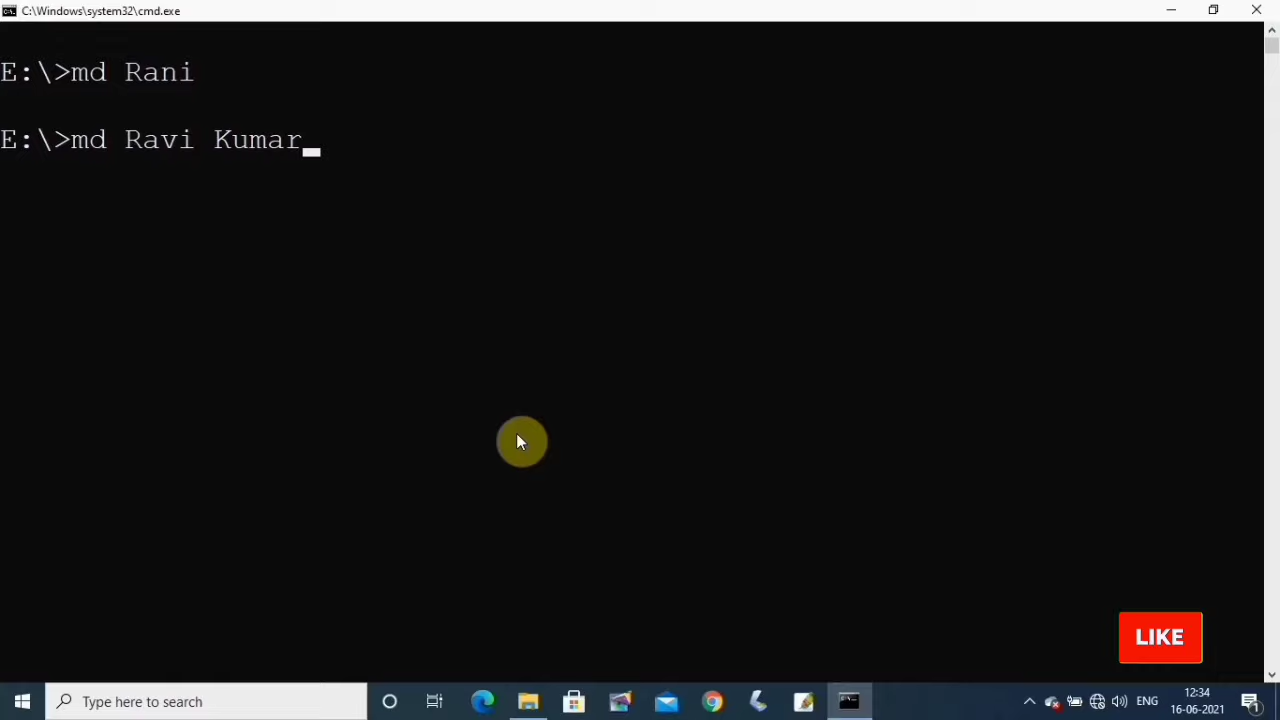 C:\Windows\system32\cmd.exe
E:\>md Rani
E:\>md Ravi Kumar
LIKE
Type here to search
ENG
12:34
16-06-2021
1